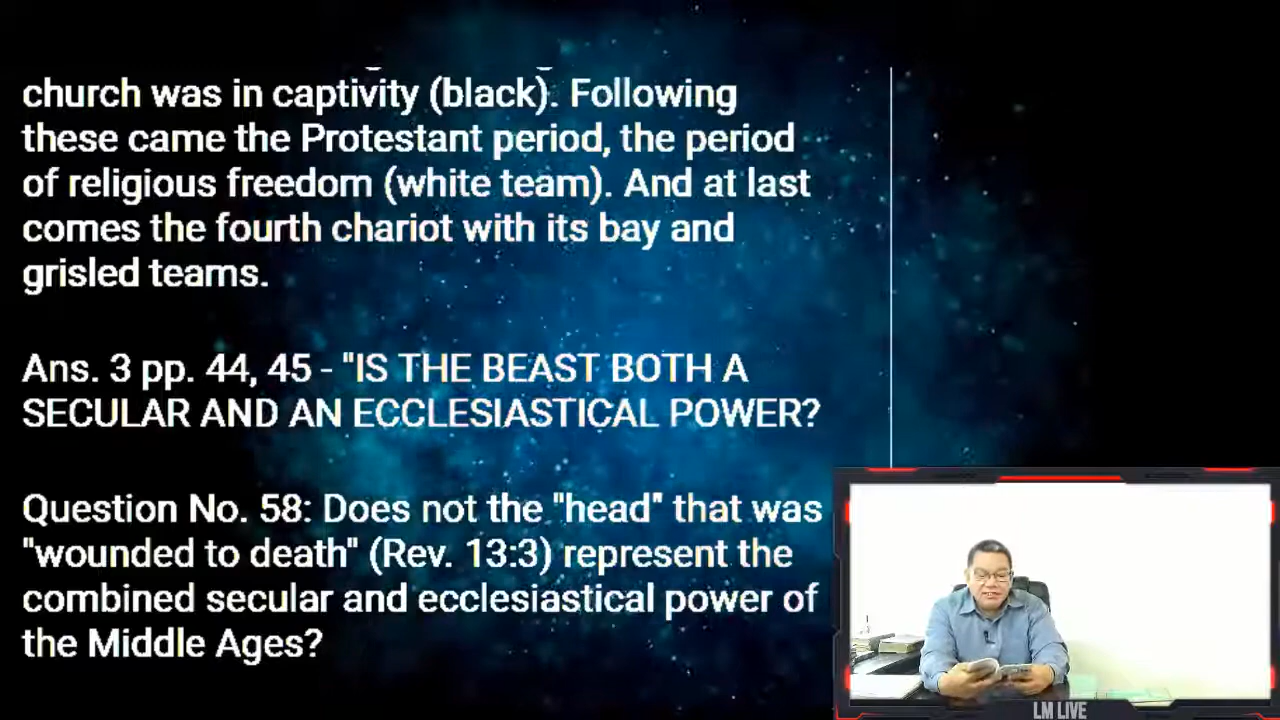 church was in captivity (black). Following
these came the Protestant period, the period
of religious freedom (white team). And at last
comes the fourth chariot with its bay and
grisled teams.
Ans. 3 pp. 44, 45 - "IS THE BEAST BOTH A
SECULAR AND AN ECCLESIASTICAL POWER?
Question No. 58: Does not the "head" that was
"wounded to death" (Rev. 13:3) represent the
combined secular and ecclesiastical power of
the Middle Ages?
LM LIVE